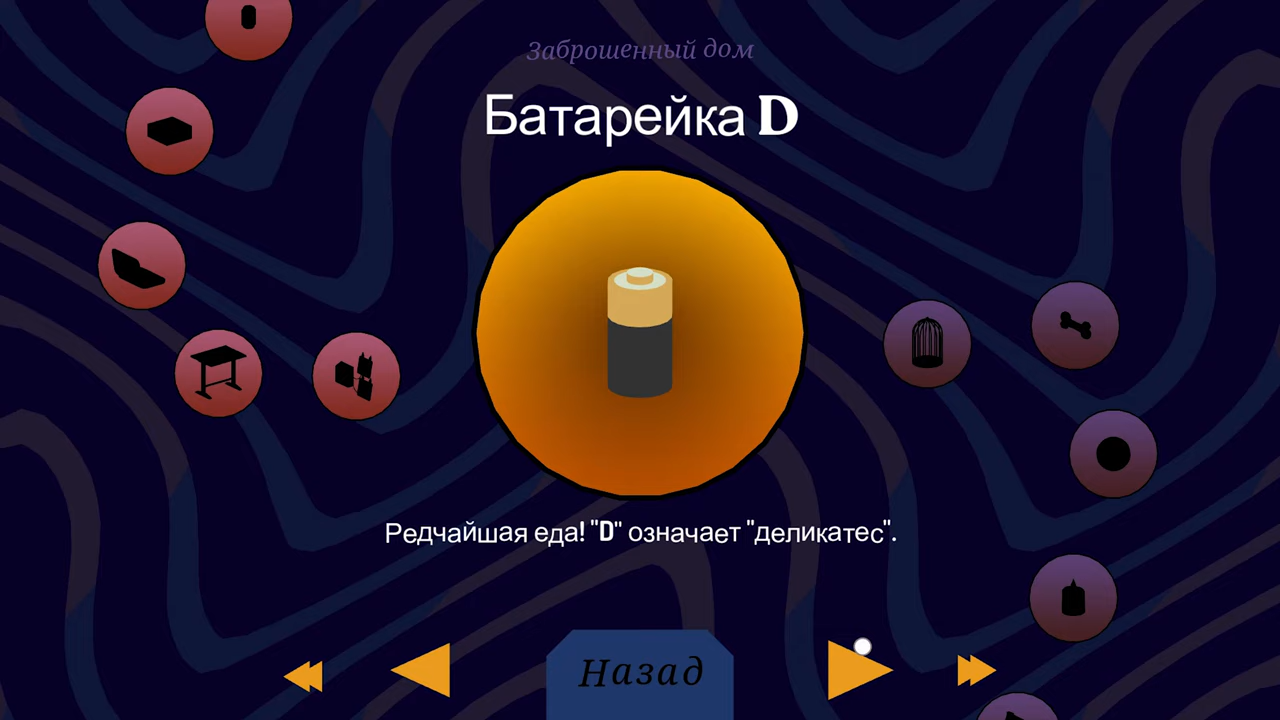 Заброшенный дом
Батарейка D
Редчайшая еда! "D" означает "деликатес".
Назад